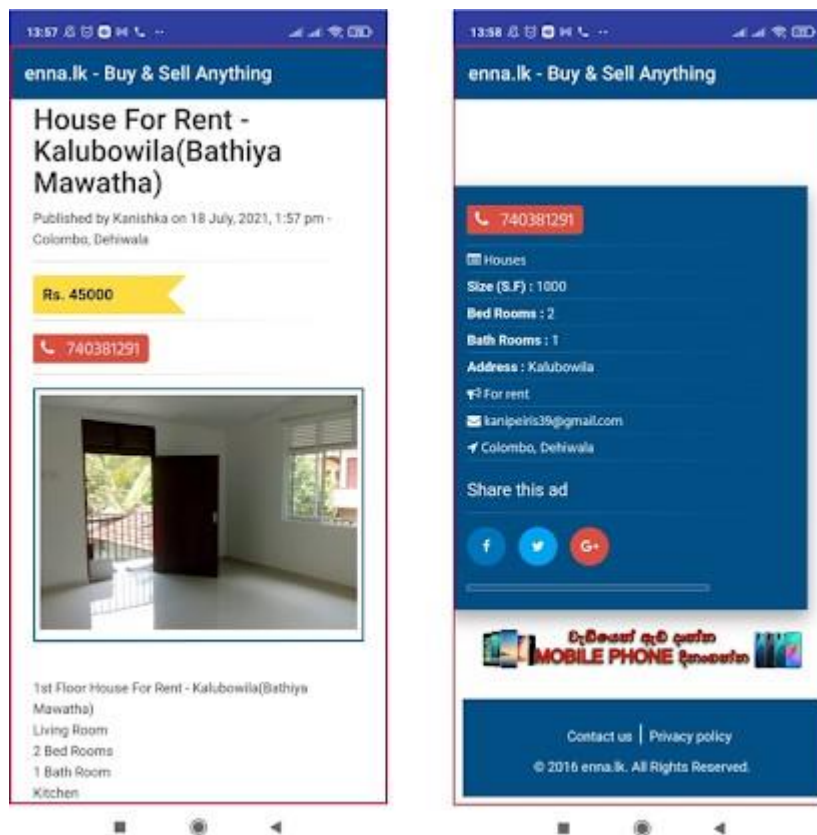 13:57
enna.lk - Buy & Sell Anything
House For Rent -
Kalubowila(Bathiya
Mawatha)
Published by Kanishka on 18 July, 2021, 1:57 pm -
Colombo, Dehiwala
Rs. 45000
740381291
1st Floor House For Rent - Kalubowila(Bathiya
Mawatha)
Living Room
2 Bed Rooms
1 Bath Room
Kitchen
13:58
enna.lk - Buy & Sell Anything
740381291
Houses
Size (S.F) : 1000
Bed Rooms : 2
Bath Rooms : 1
Address : Kalubowila
For rent
kanipeiris39@gmail.com
Colombo, Dehiwala
Share this ad
f
G+
වැඩියෙන් ඇඩ් දාන්න
MOBILE PHONE දිනාගන්න
Contact us | Privacy policy
© 2016 enna.lk. All Rights Reserved.